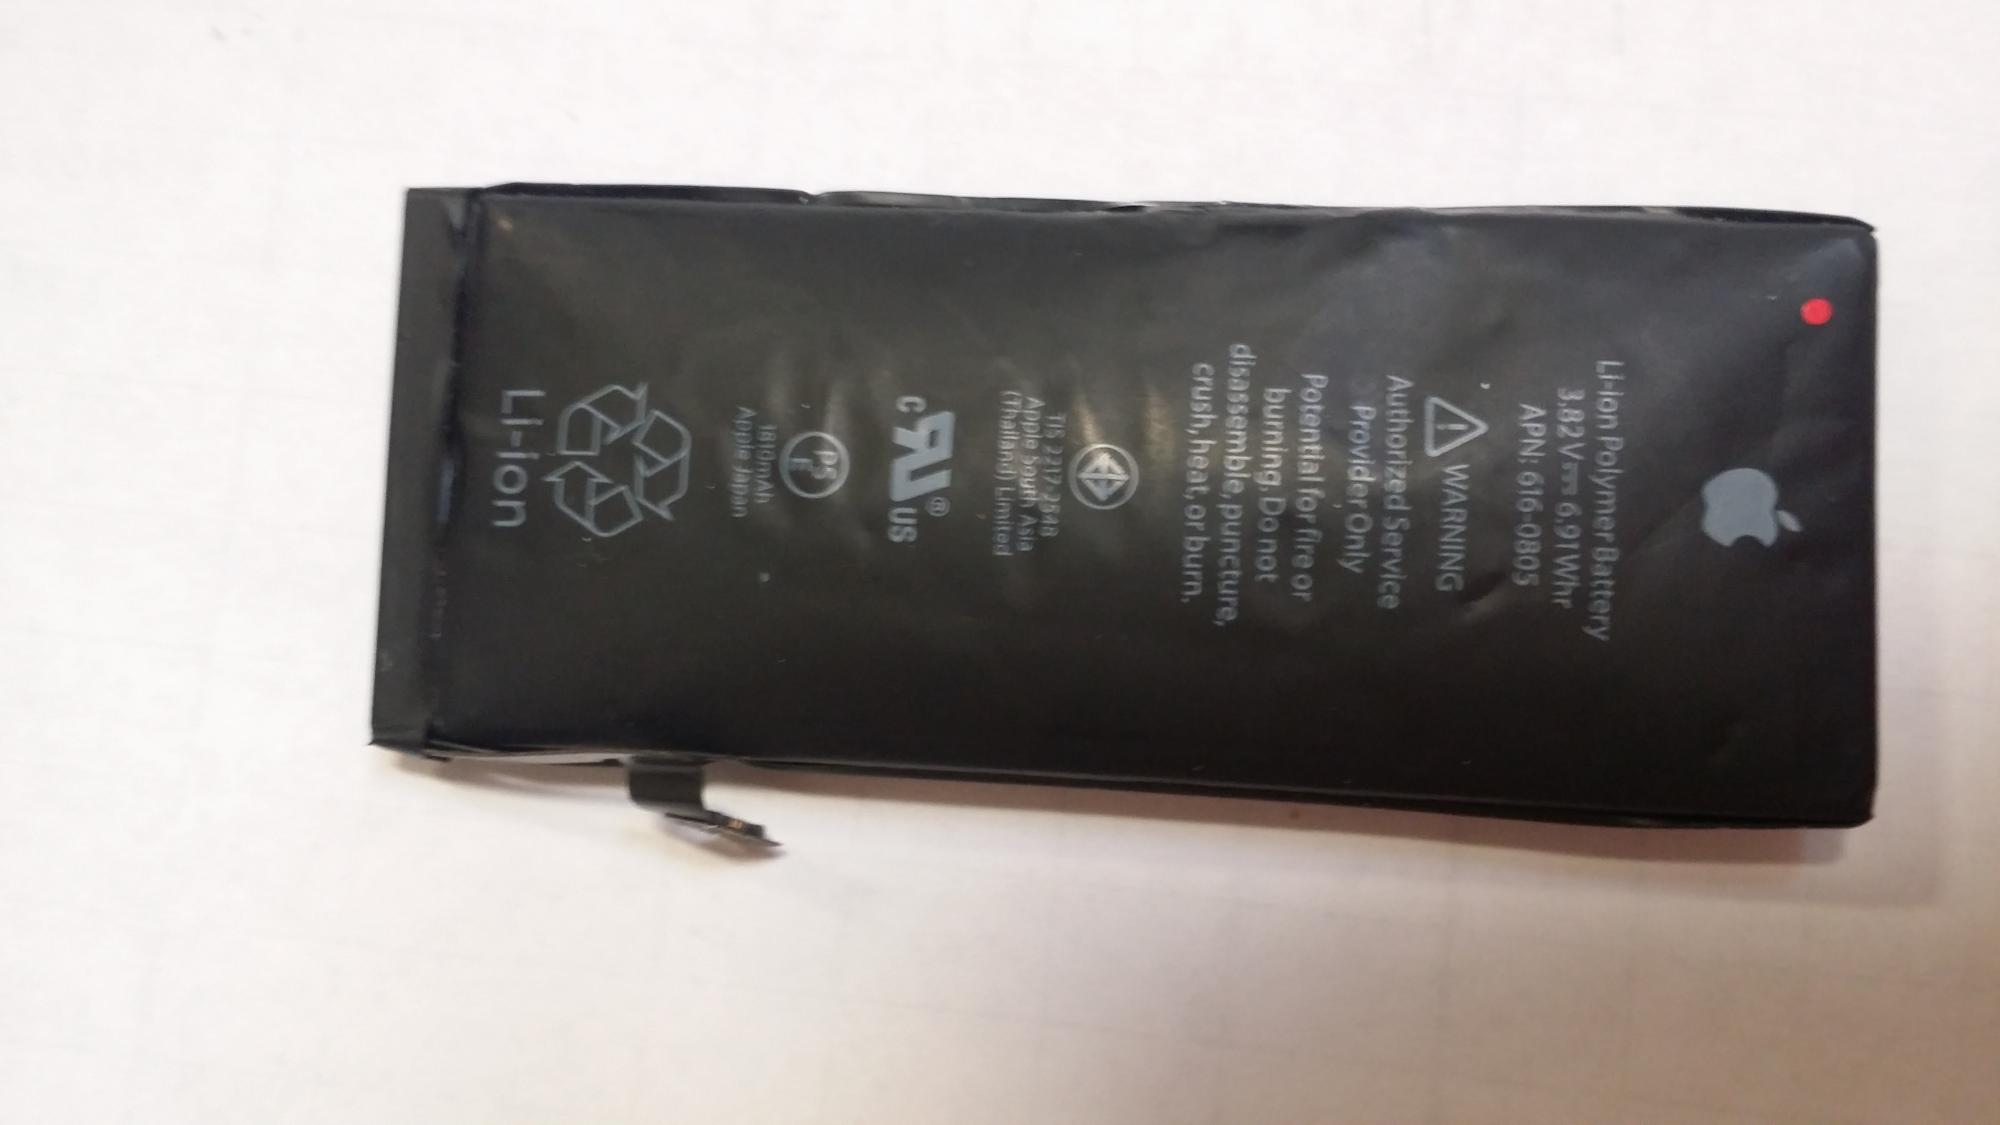 Li-ion Polymer Battery
3.82V⎓6.91Whr
APN: 616-0805
WARNING
Authorized Service
Provider Only
Potential for fire or
burning. Do not
disassemble, puncture,
crush, heat, or burn.
TIS 2217-2548
Apple South Asia
(Thailand) Limited
c US ®
PS
E
1810mAh
Apple Japan
Li-ion